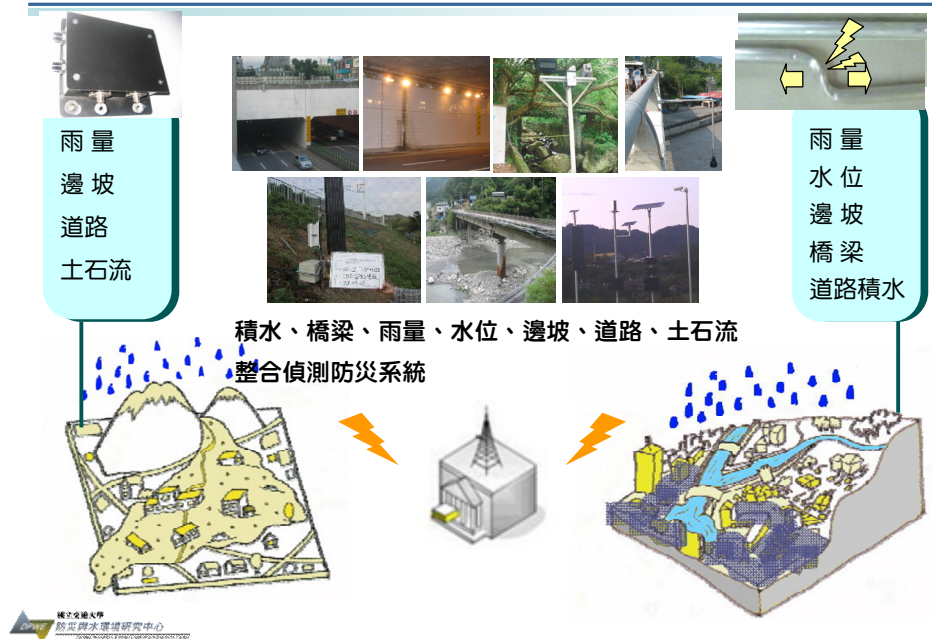 雨 量
邊 坡
道路
土石流
雨 量
水 位
邊 坡
橋 梁
道路積水
積水、橋梁、雨量、水位、邊坡、道路、土石流
整合偵測防災系統
DPWE
國立交通大學
防災與水環境研究中心